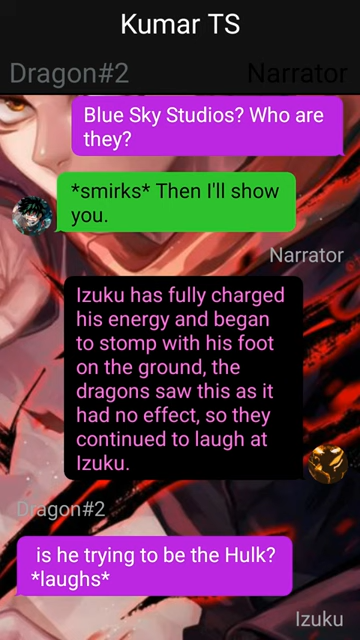 Kumar TS
Dragon#2
Narrator
Blue Sky Studios? Who are
they?
*smirks* Then I'll show
you.
Narrator
Izuku has fully charged
his energy and began
to stomp with his foot
on the ground, the
dragons saw this as it
had no effect, so they
continued to laugh at
Izuku.
Dragon#2
is he trying to be the Hulk?
*laughs*
Izuku